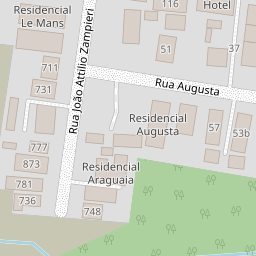 Residencial
Le Mans
116
Hotel
51
37
711
731
Rua João Attílio Zampieri
Rua Augusta
Residencial
Augusta
57
53b
777
873
Residencial
Araguaia
781
736
748